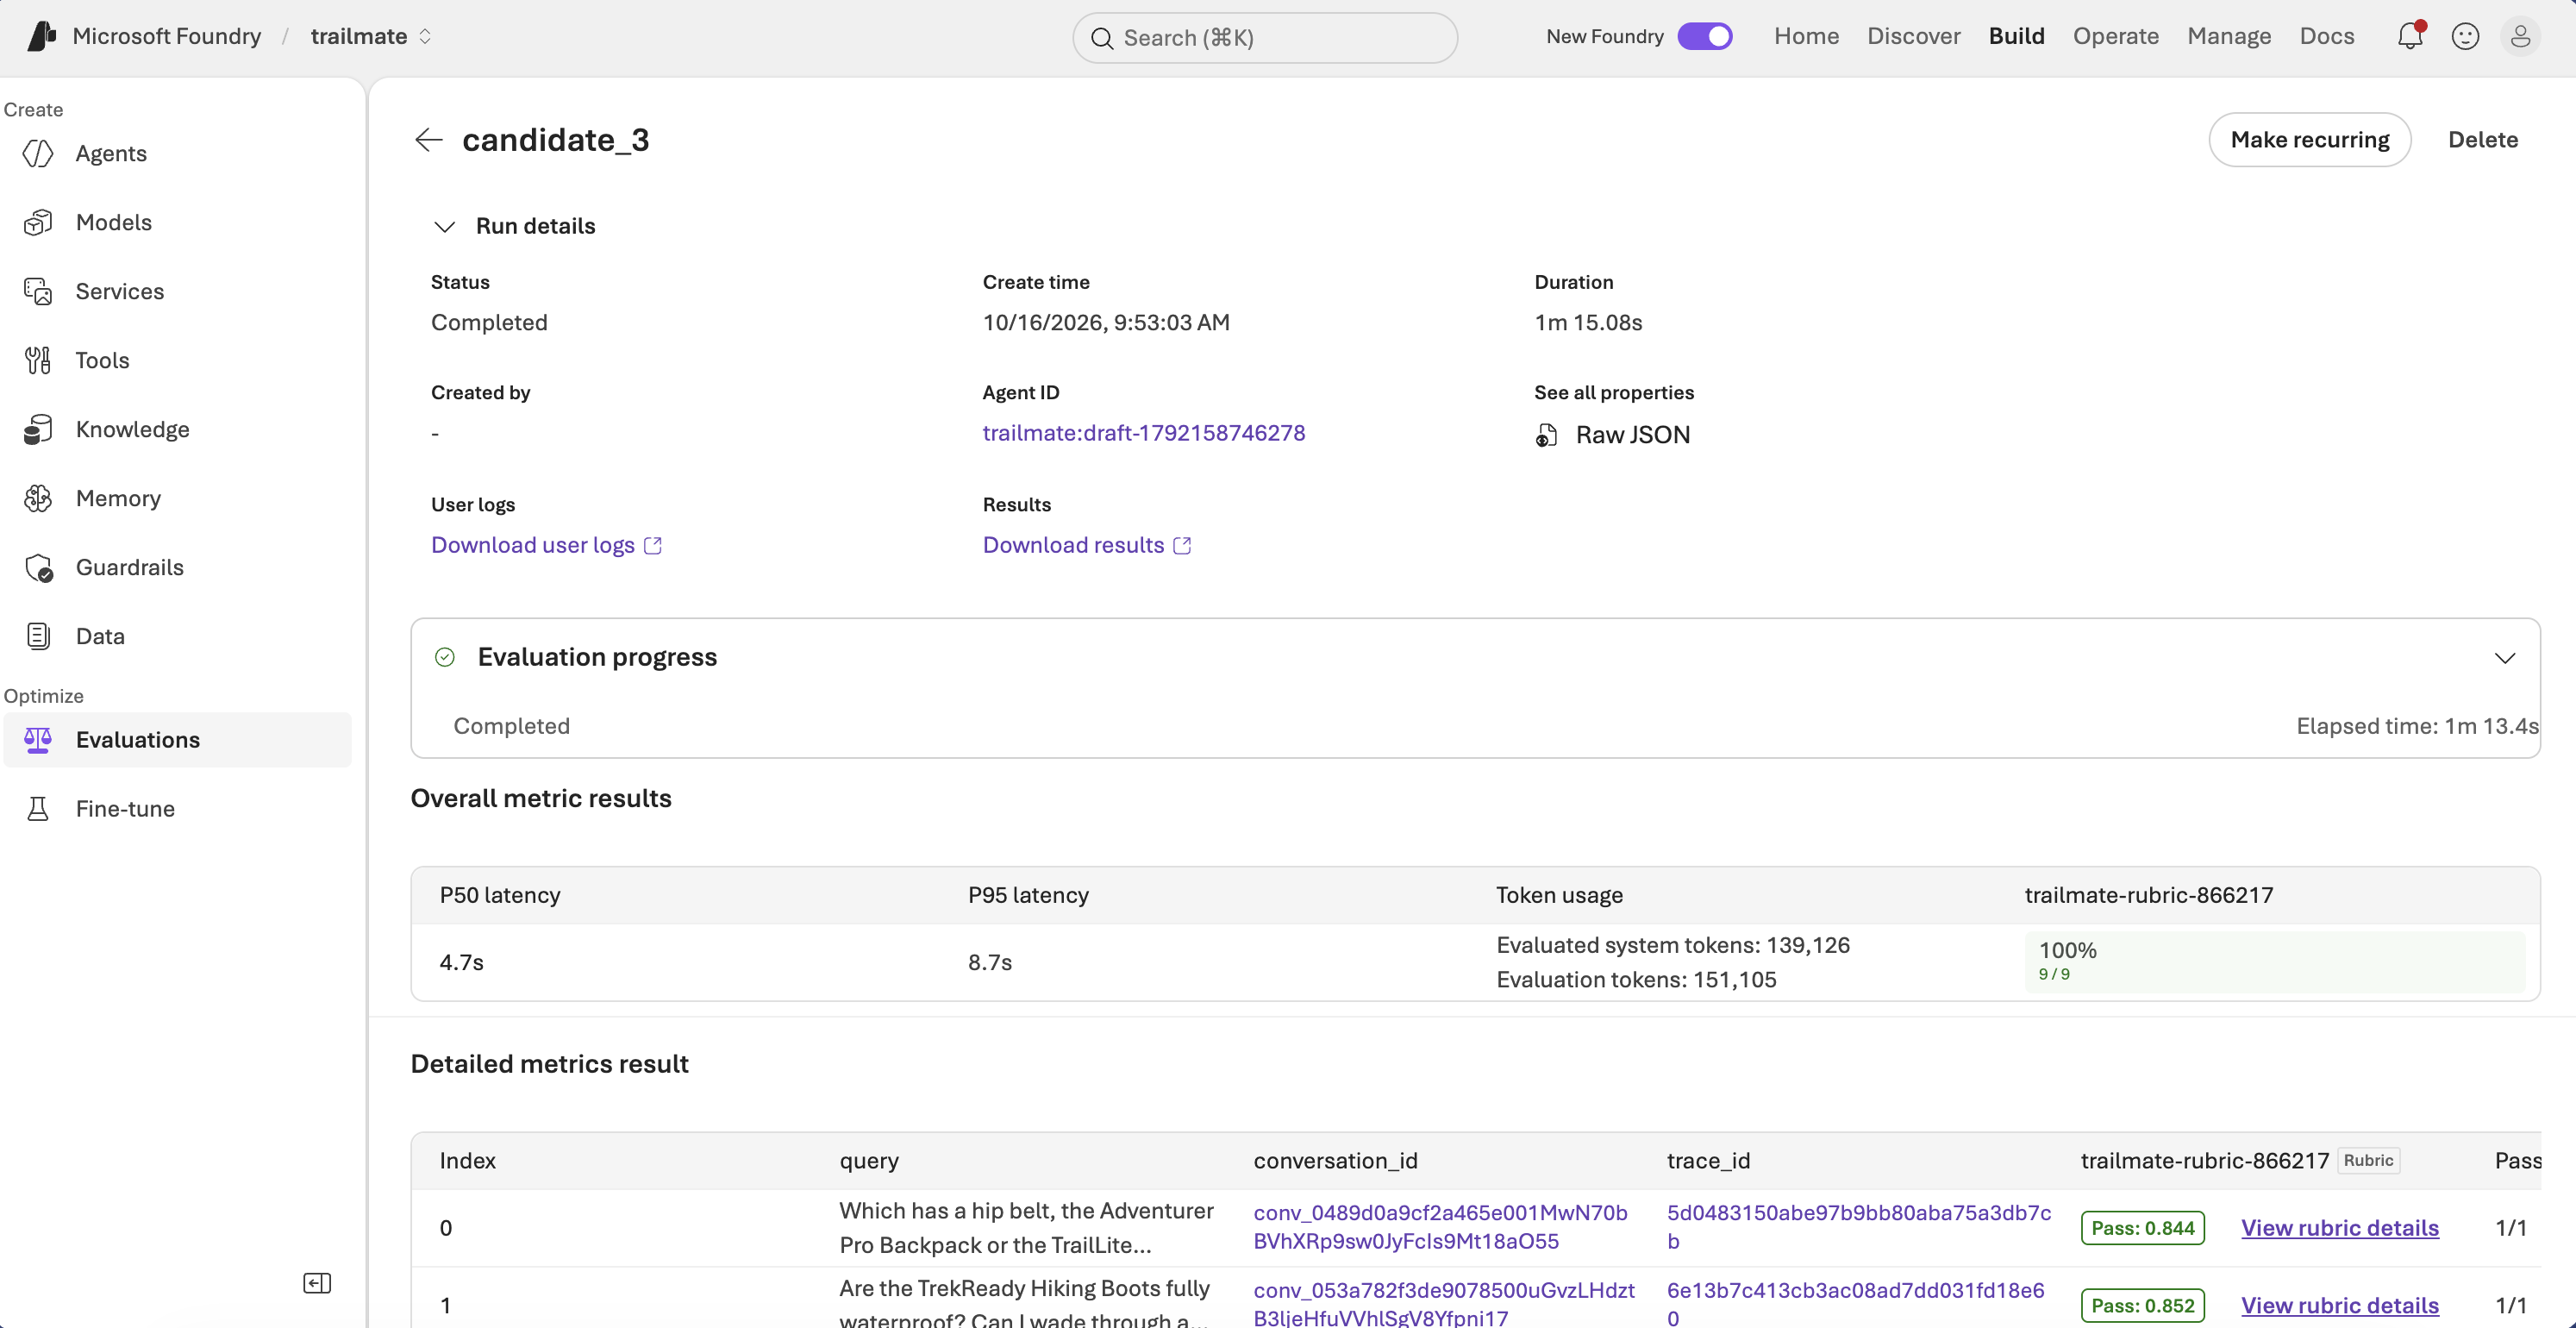 Microsoft Foundry / trailmate
Search (⌘K)
New Foundry
Home Discover Build Operate Manage Docs
Create
Agents
Models
Services
Tools
Knowledge
Memory
Guardrails
Data
Optimize
Evaluations
Fine-tune
candidate_3
Make recurring
Delete
Run details
Status
Completed
Create time
10/16/2026, 9:53:03 AM
Duration
1m 15.08s
Created by
-
Agent ID
trailmate:draft-1792158746278
See all properties
Raw JSON
User logs
Download user logs
Results
Download results
Evaluation progress
Completed
Elapsed time: 1m 13.4s
Overall metric results
P50 latency P95 latency Token usage trailmate-rubric-866217
4.7s
8.7s
Evaluated system tokens: 139,126
Evaluation tokens: 151,105
100%
9 / 9
Detailed metrics result
Index query conversation_id trace_id trailmate-rubric-866217 Rubric Pass
0
Which has a hip belt, the Adventurer
Pro Backpack or the TrailLite...
conv_0489d0a9cf2a465e001MwN70b
BVhXRp9sw0JyFcIs9Mt18aO55
5d0483150abe97b9bb80aba75a3db7c
b
Pass: 0.844
View rubric details
1/1
1
Are the TrekReady Hiking Boots fully
waterproof? Can I wade through a...
conv_053a782f3de9078500uGvzLHdzt
B3ljeHfuVVhlSgV8Yfpni17
6e13b7c413cb3ac08ad7dd031fd18e6
0
Pass: 0.852
View rubric details
1/1